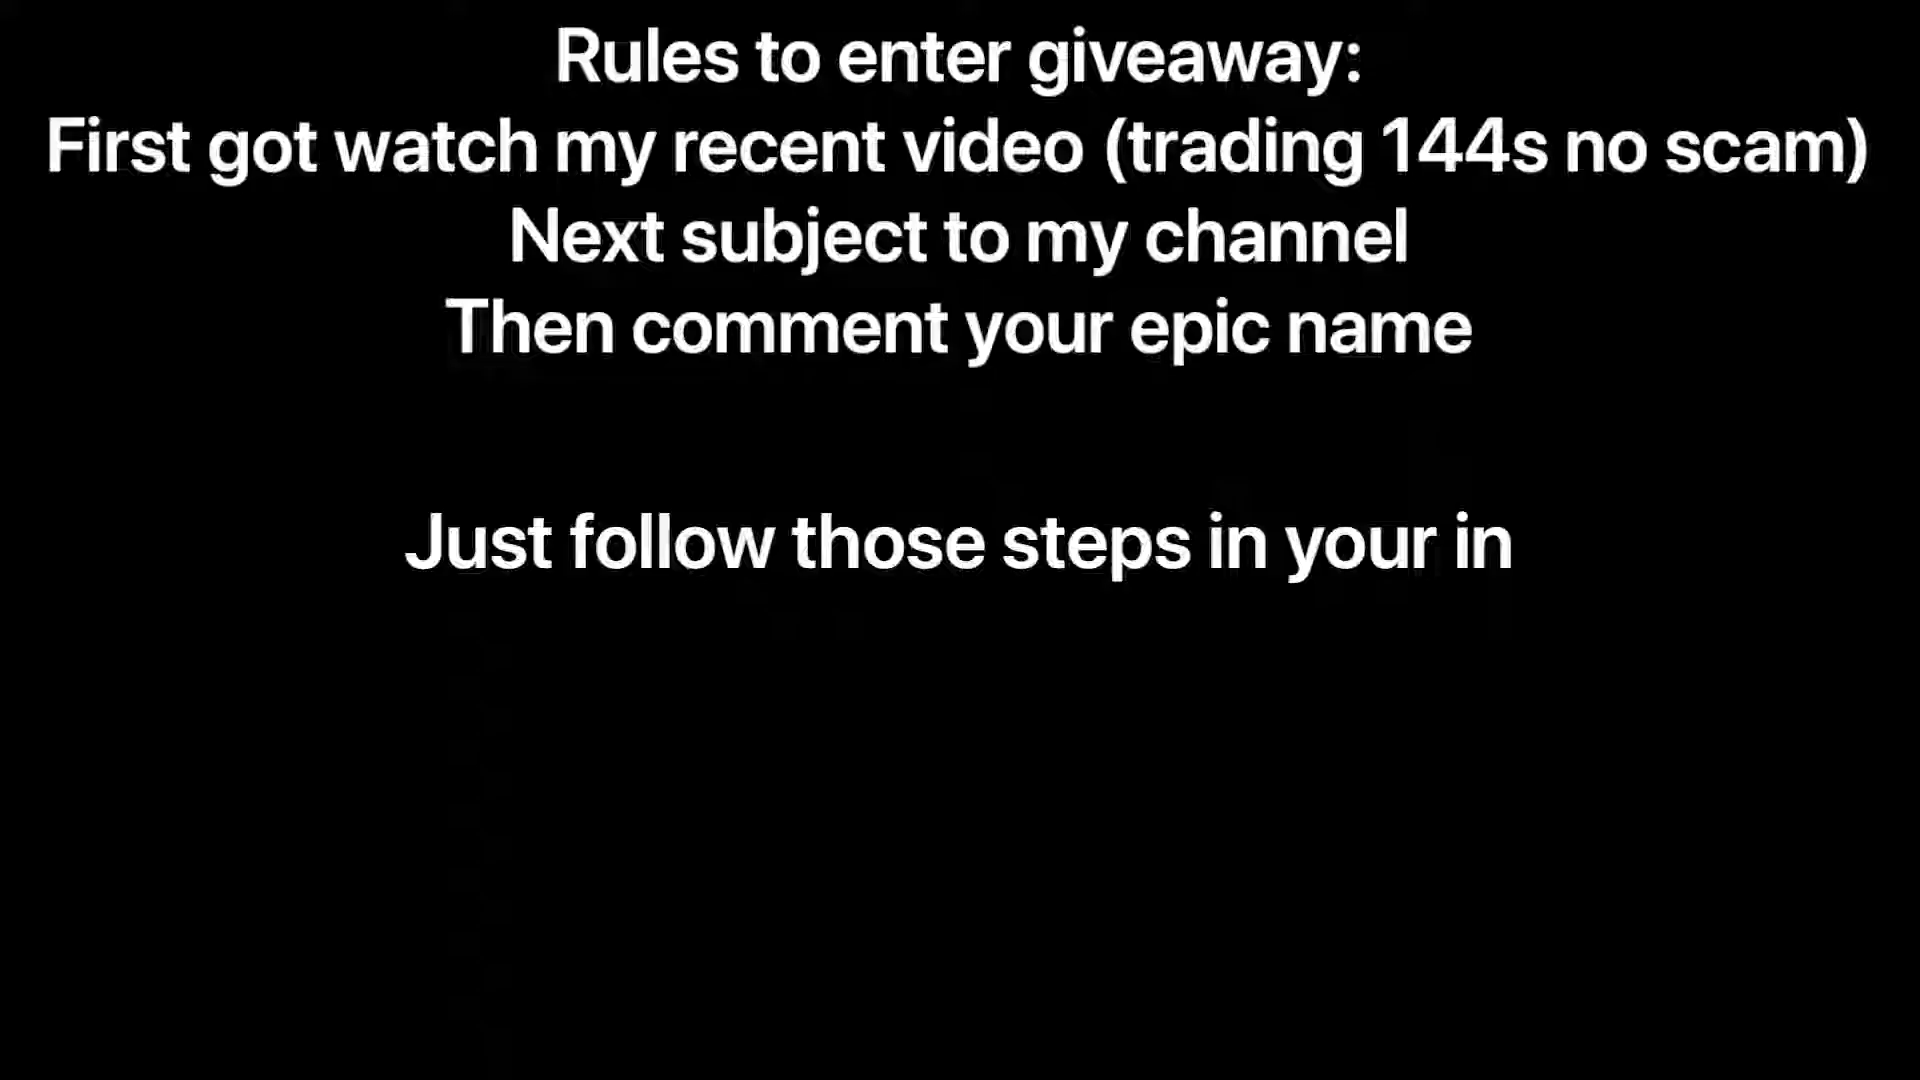 Rules to enter giveaway:
First got watch my recent video (trading 144s no scam)
Next subject to my channel
Then comment your epic name
Just follow those steps in your in